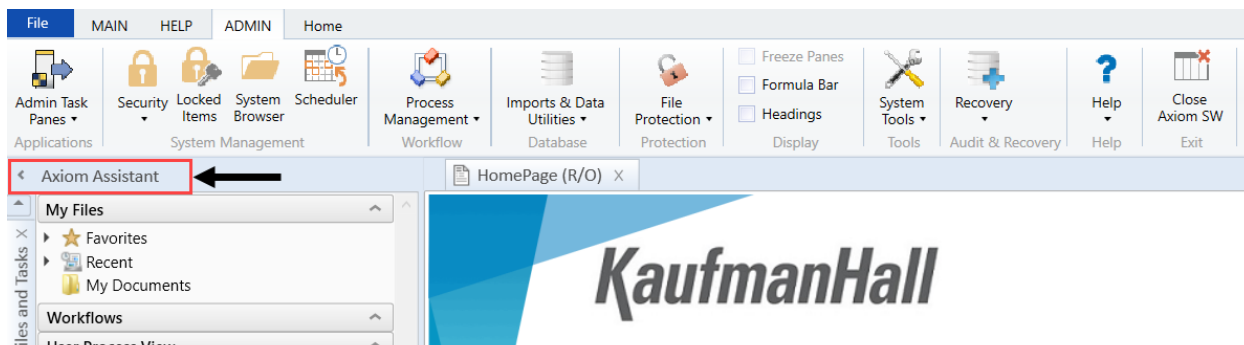 File MAIN HELP ADMIN Home
Admin Task Panes
Security
Locked Items
System Browser
Scheduler
Process Management
Imports & Data Utilities
File Protection
Freeze Panes
Formula Bar
Headings
System Tools
Recovery
? Help
Close Axiom SW
Applications System Management Workflow Database Protection Display Tools Audit & Recovery Help Exit
Axiom Assistant
HomePage (R/O) X
My Files
Favorites
Recent
My Documents
Workflows
and Tasks
KaufmanHall